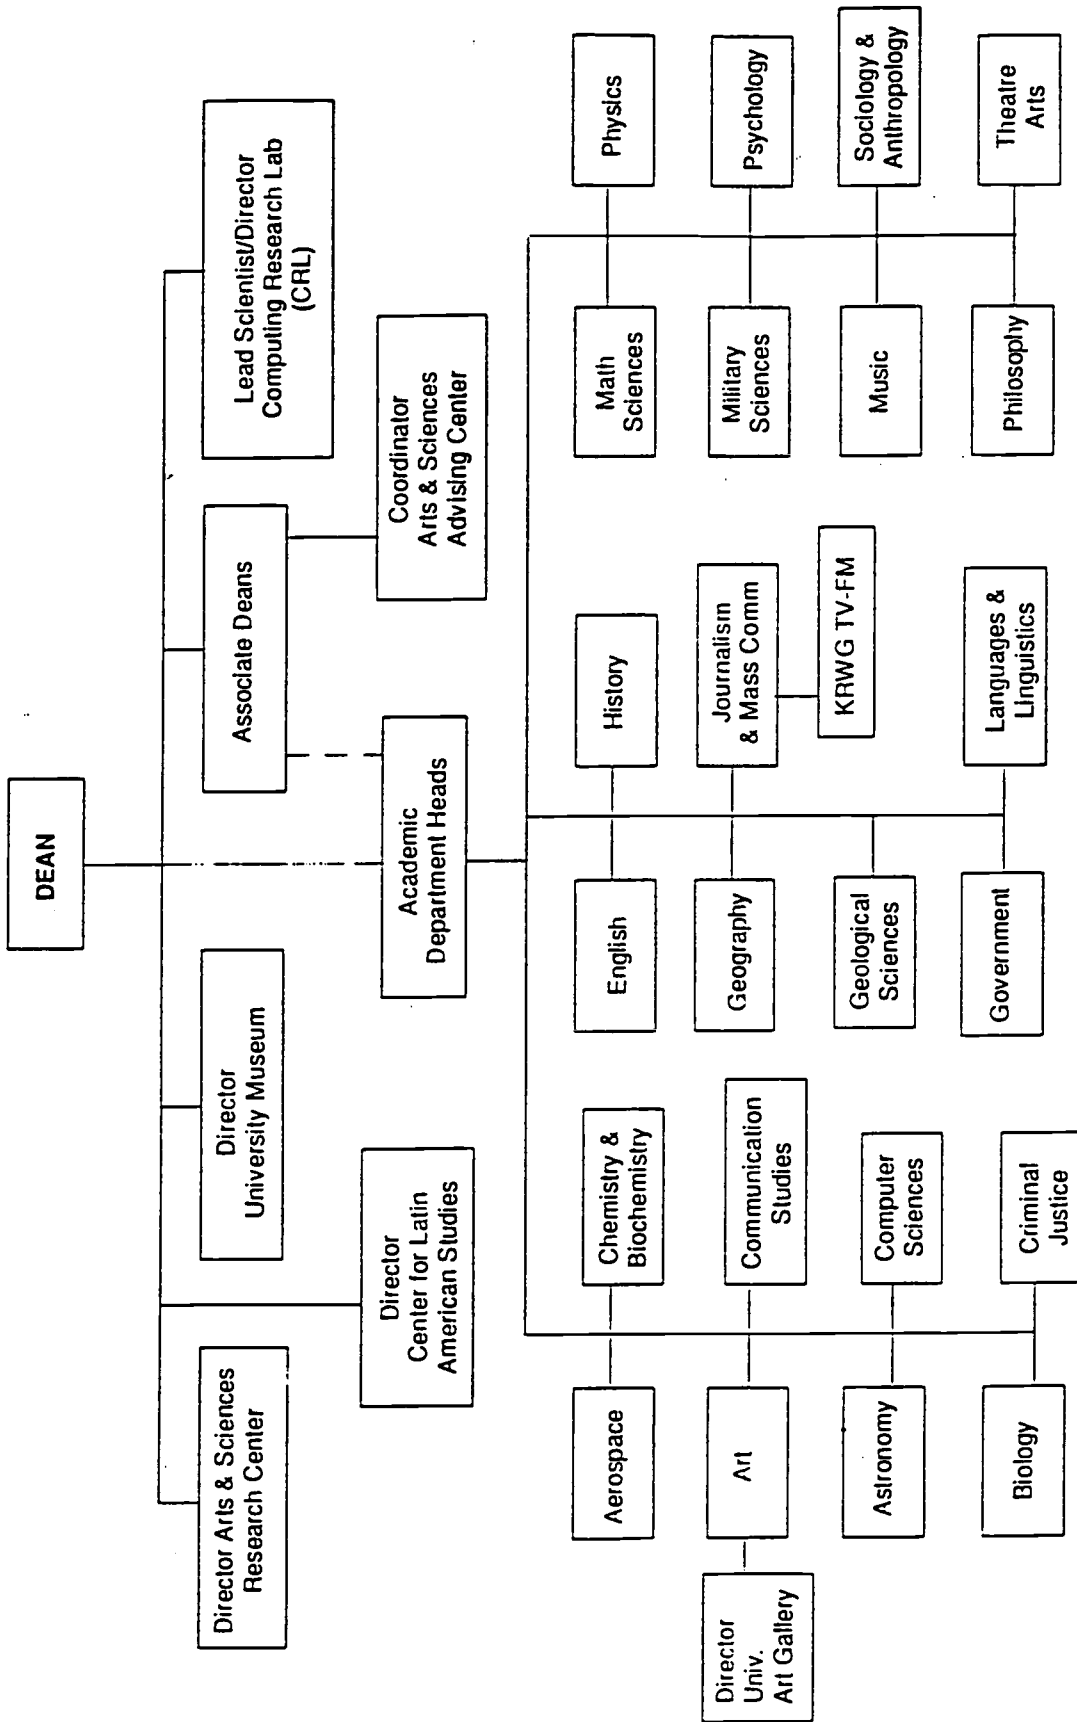 DEAN
Director Arts & Sciences
Research Center
Director
University Museum
Associate Deans
Lead Scientist/Director
Computing Research Lab
(CRL)
Director
Center for Latin
American Studies
Academic
Department Heads
Coordinator
Arts & Sciences
Advising Center
Aerospace
Chemistry &
Biochemistry
English
History
Math
Sciences
Physics
Director
Univ.
Art Gallery
Art
Communication
Studies
Geography
Journalism
& Mass Comm
KRWG TV-FM
Military
Sciences
Psychology
Astronomy
Computer
Sciences
Geological
Sciences
Music
Sociology &
Anthropology
Biology
Criminal
Justice
Government
Languages &
Linguistics
Philosophy
Theatre
Arts